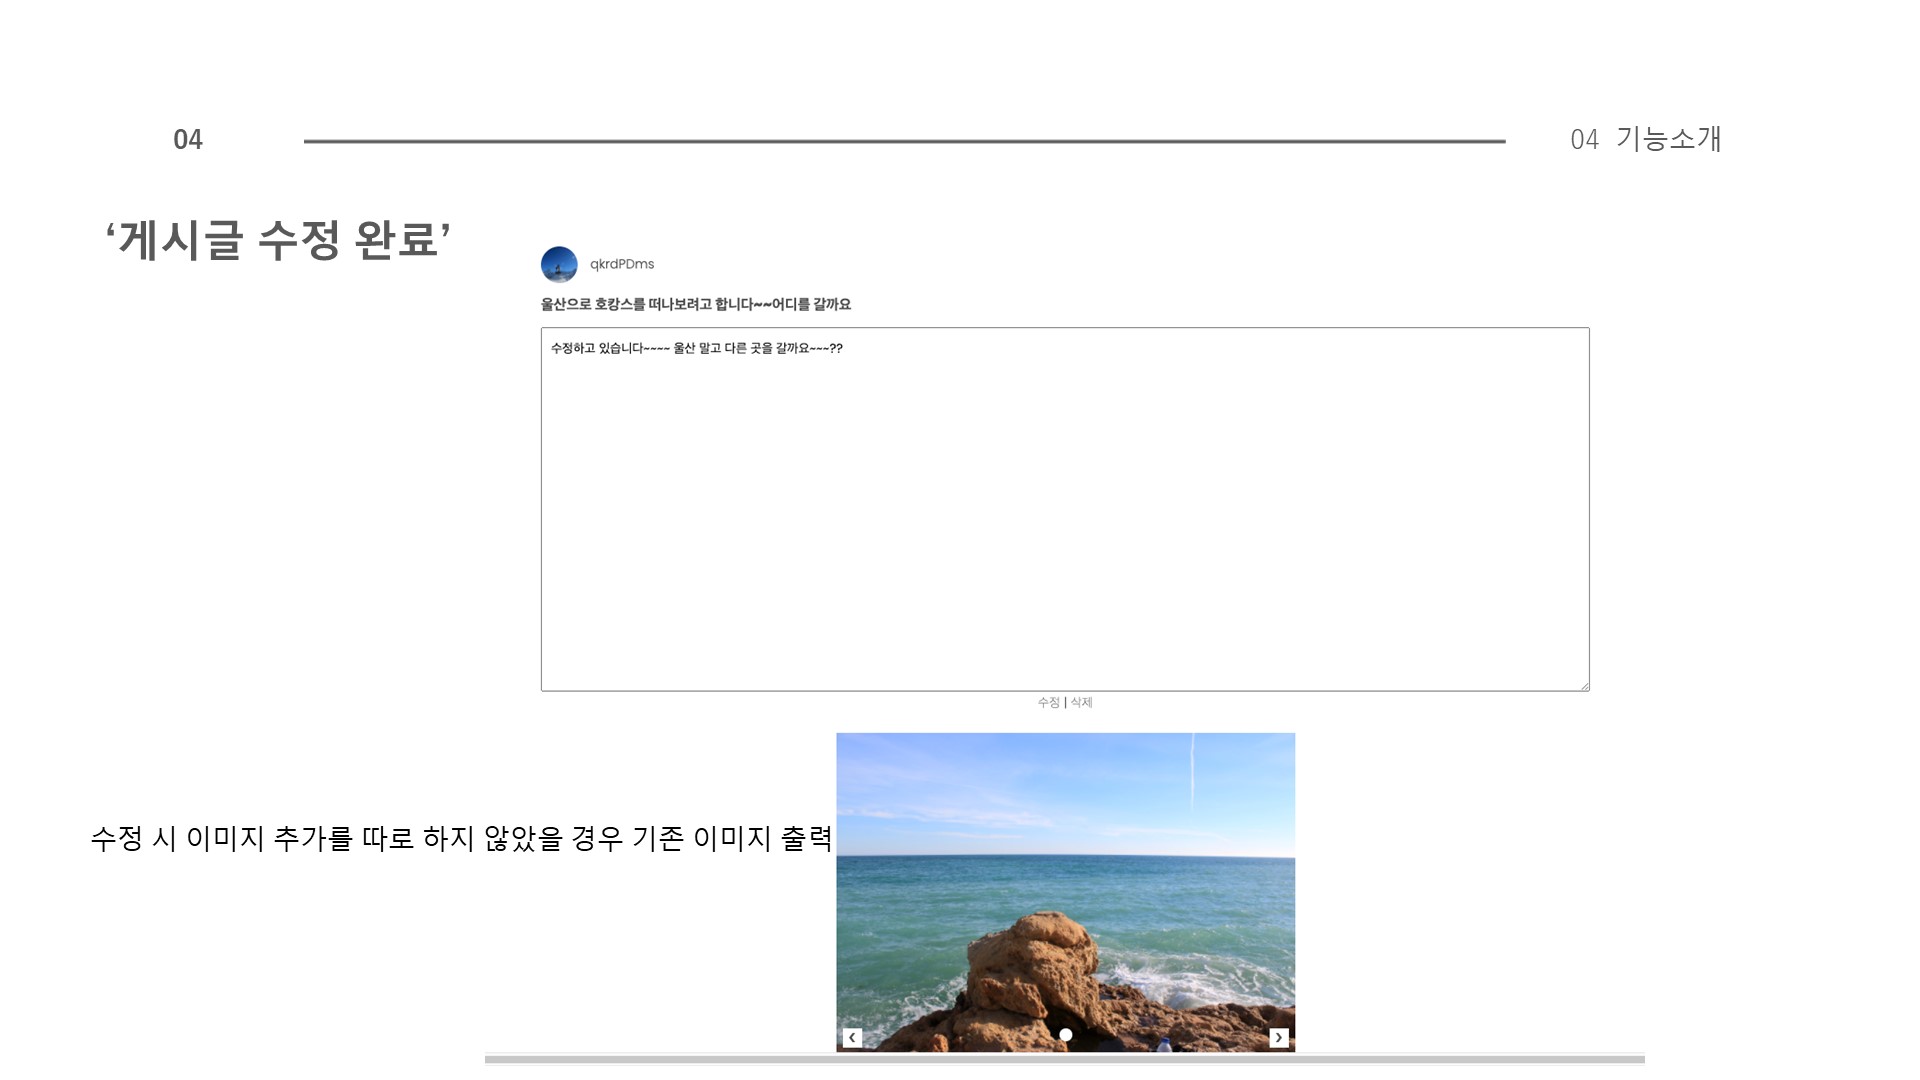 04
04 기능소개
‘게시글 수정 완료’
qkrdPDms
울산으로 호캉스를 떠나보려고 합니다~~어디를 갈까요
수정하고 있습니다~~~~ 울산 말고 다른 곳을 갈까요~~~??
수정 | 삭제
수정 시 이미지 추가를 따로 하지 않았을 경우 기존 이미지 출력